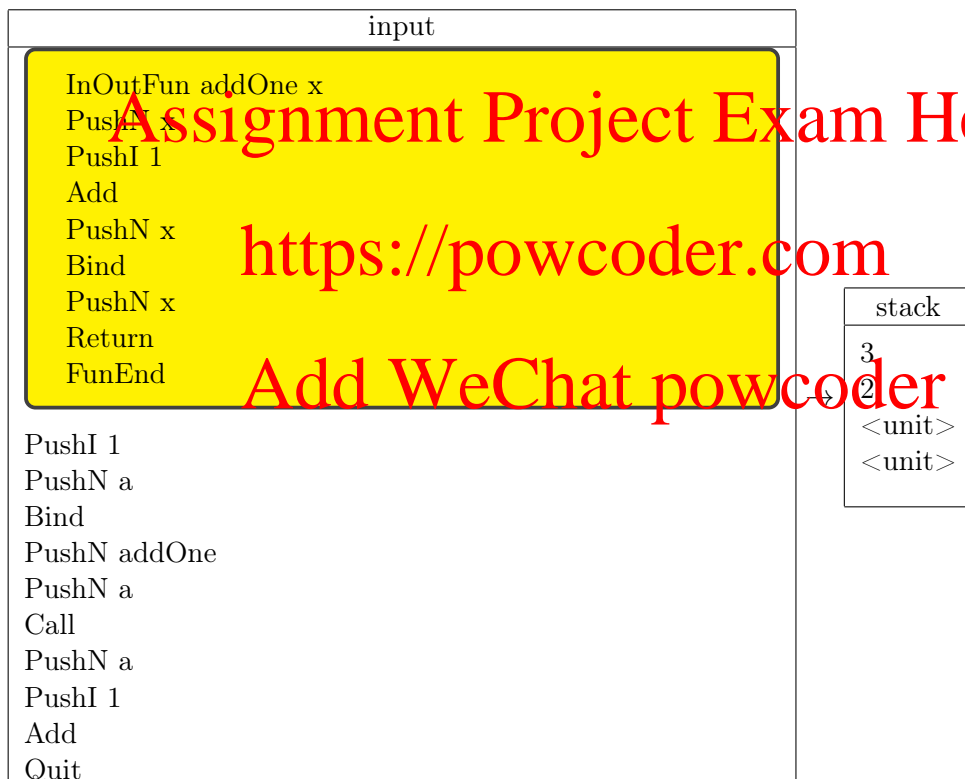 input
InOutFun addOne x
PushN x
Assignment Project Exam He
PushI 1
Add
PushN x
https://powcoder.com
Bind
PushN x
Return
FunEnd
Add WeChat powcoder
→
stack
3
2
<unit>
<unit>
PushI 1
PushN a
Bind
PushN addOne
PushN a
Call
PushN a
PushI 1
Add
Quit